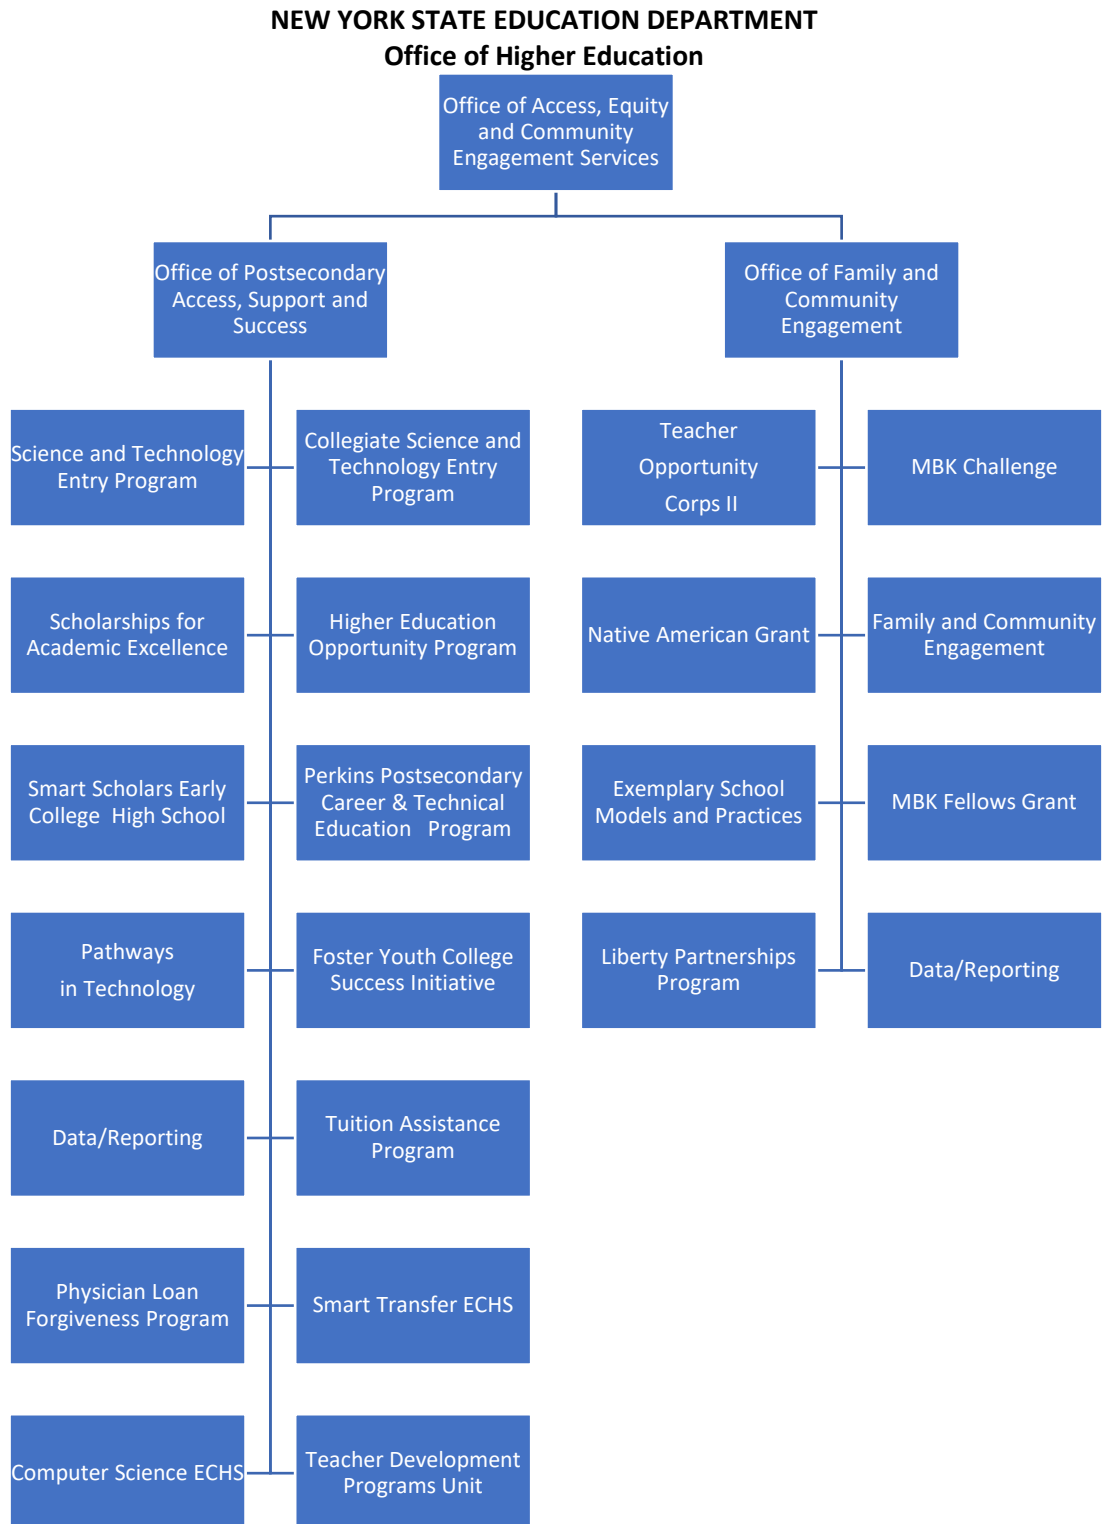 NEW YORK STATE EDUCATION DEPARTMENT
Office of Higher Education
Office of Access, Equity
and Community
Engagement Services
Office of Postsecondary
Access, Support and
Success
Office of Family and
Community
Engagement
Science and Technology
Entry Program
Collegiate Science and
Technology Entry
Program
Teacher
Opportunity
Corps II
MBK Challenge
Scholarships for
Academic Excellence
Higher Education
Opportunity Program
Native American Grant
Family and Community
Engagement
Smart Scholars Early
College High School
Perkins Postsecondary
Career & Technical
Education Program
Exemplary School
Models and Practices
MBK Fellows Grant
Pathways
in Technology
Foster Youth College
Success Initiative
Liberty Partnerships
Program
Data/Reporting
Data/Reporting
Tuition Assistance
Program
Physician Loan
Forgiveness Program
Smart Transfer ECHS
Computer Science ECHS
Teacher Development
Programs Unit